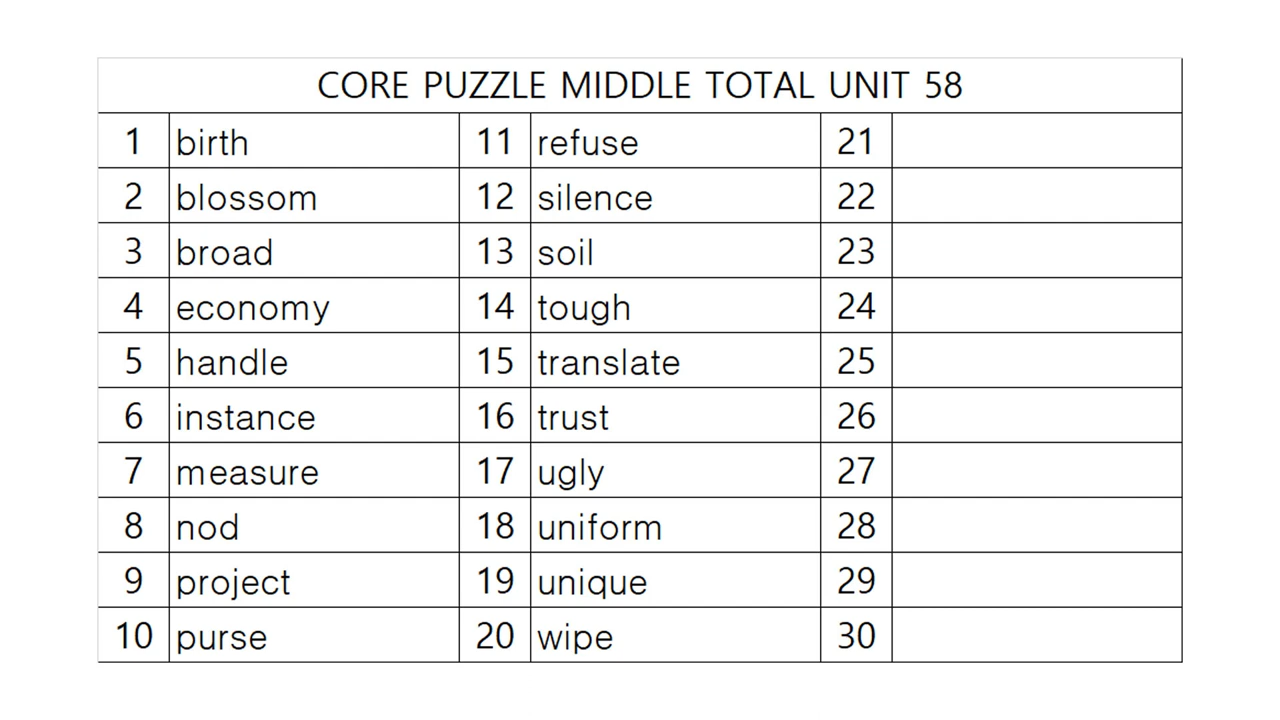 CORE PUZZLE MIDDLE TOTAL UNIT 58
1 birth 11 refuse 21
2 blossom 12 silence 22
3 broad 13 soil 23
4 economy 14 tough 24
5 handle 15 translate 25
6 instance 16 trust 26
7 measure 17 ugly 27
8 nod 18 uniform 28
9 project 19 unique 29
10 purse 20 wipe 30